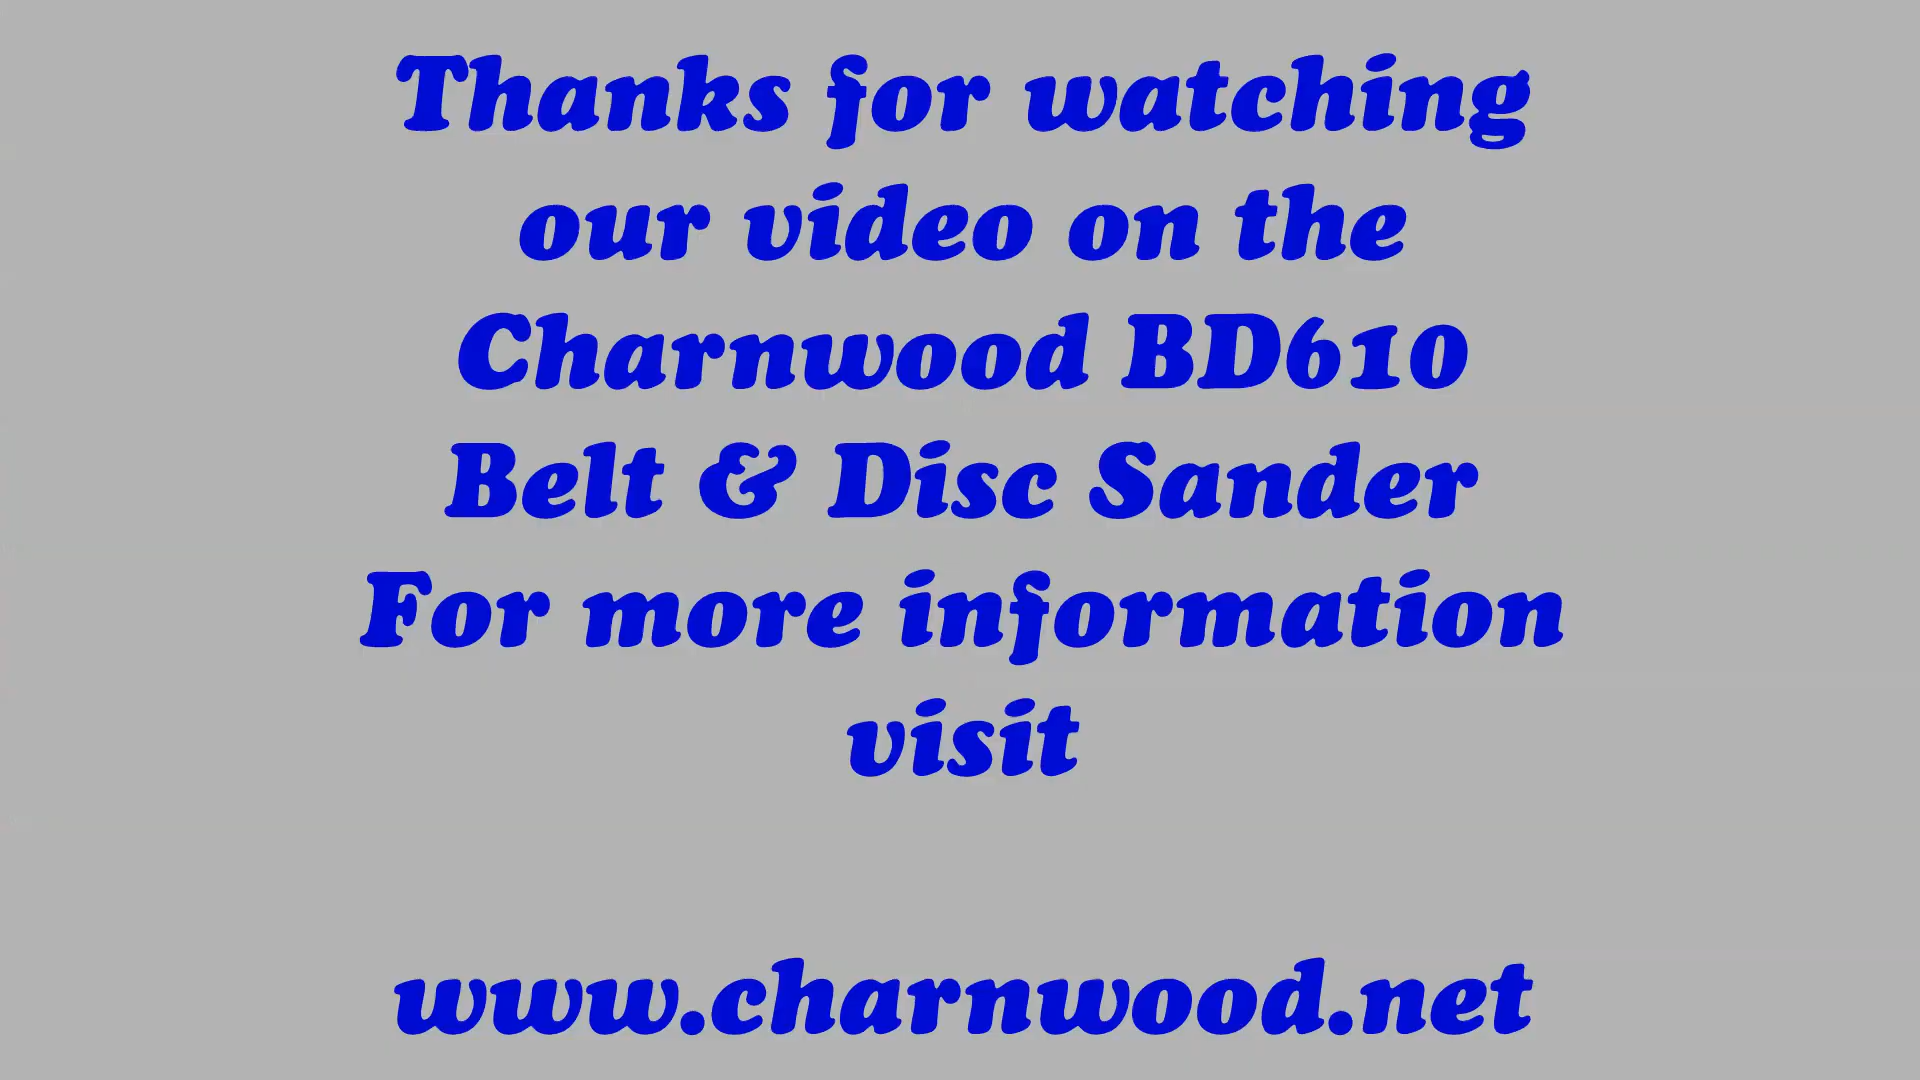 Thanks for watching
our video on the
Charnwood BD610
Belt & Disc Sander
For more information
visit
www.charnwood.net